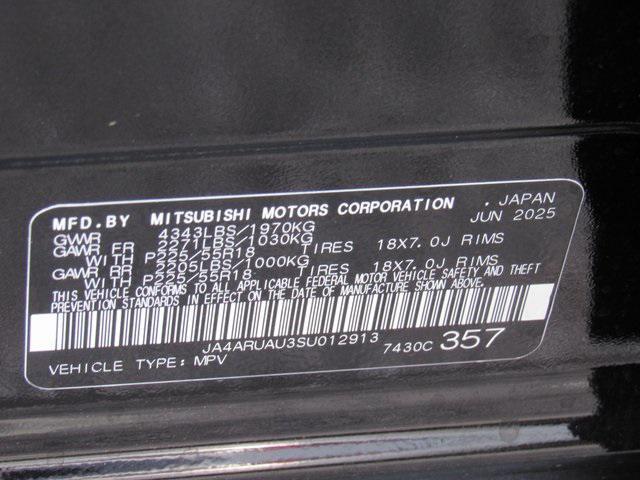 MFD.BY MITSUBISHI MOTORS CORPORATION . JAPAN
GVWR 4343LBS/1970KG JUN 2025
GAWR FR 2271LBS/1030KG
WITH P225/55R18 TIRES 18X7.0J RIMS
GAWR RR 2205LBS/1000KG
WITH P225/55R18 TIRES 18X7.0J RIMS
THIS VEHICLE CONFORMS TO ALL APPLICABLE FEDERAL MOTOR VEHICLE SAFETY AND THEFT
PREVENTION STANDARDS IN EFFECT ON THE DATE OF MANUFACTURE SHOWN ABOVE.
JA4ARUAU3SU012913 7430C 357
VEHICLE TYPE: MPV